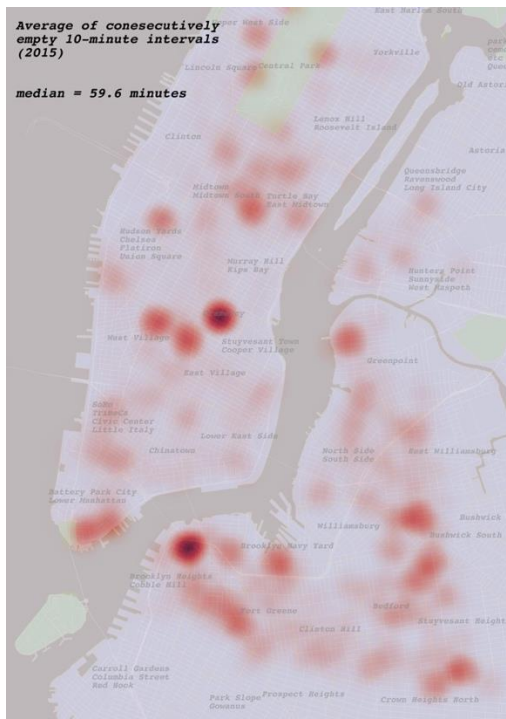 Average of conesecutively
empty 10-minute intervals
(2015)
median = 59.6 minutes
East Harlem South
Upper West Side
Yorkville
Lincoln Square
Central Park
Old Astoria
Lenox Hill
Roosevelt Island
Clinton
Astoria
Queensbridge
Ravenswood
Long Island City
Midtown
Midtown South
Turtle Bay
East Midtown
Hudson Yards
Chelsea
Flatiron
Union Square
Murray Hill
Kips Bay
Hunters Point
Sunnyside
West Maspeth
West Village
Stuyvesant Town
Cooper Village
Greenpoint
East Village
SoHo
TriBeCa
Civic Center
Little Italy
Lower East Side
Chinatown
North Side
South Side
East Williamsburg
Battery Park City
Lower Manhattan
Williamsburg
Bushwick
Bushwick South
Brooklyn Navy Yard
Brooklyn Heights
Cobble Hill
Fort Greene
Bedford
Stuyvesant Height
Clinton Hill
Carroll Gardens
Columbia Street
Red Hook
Park Slope
Gowanus
Prospect Heights
Crown Heights North